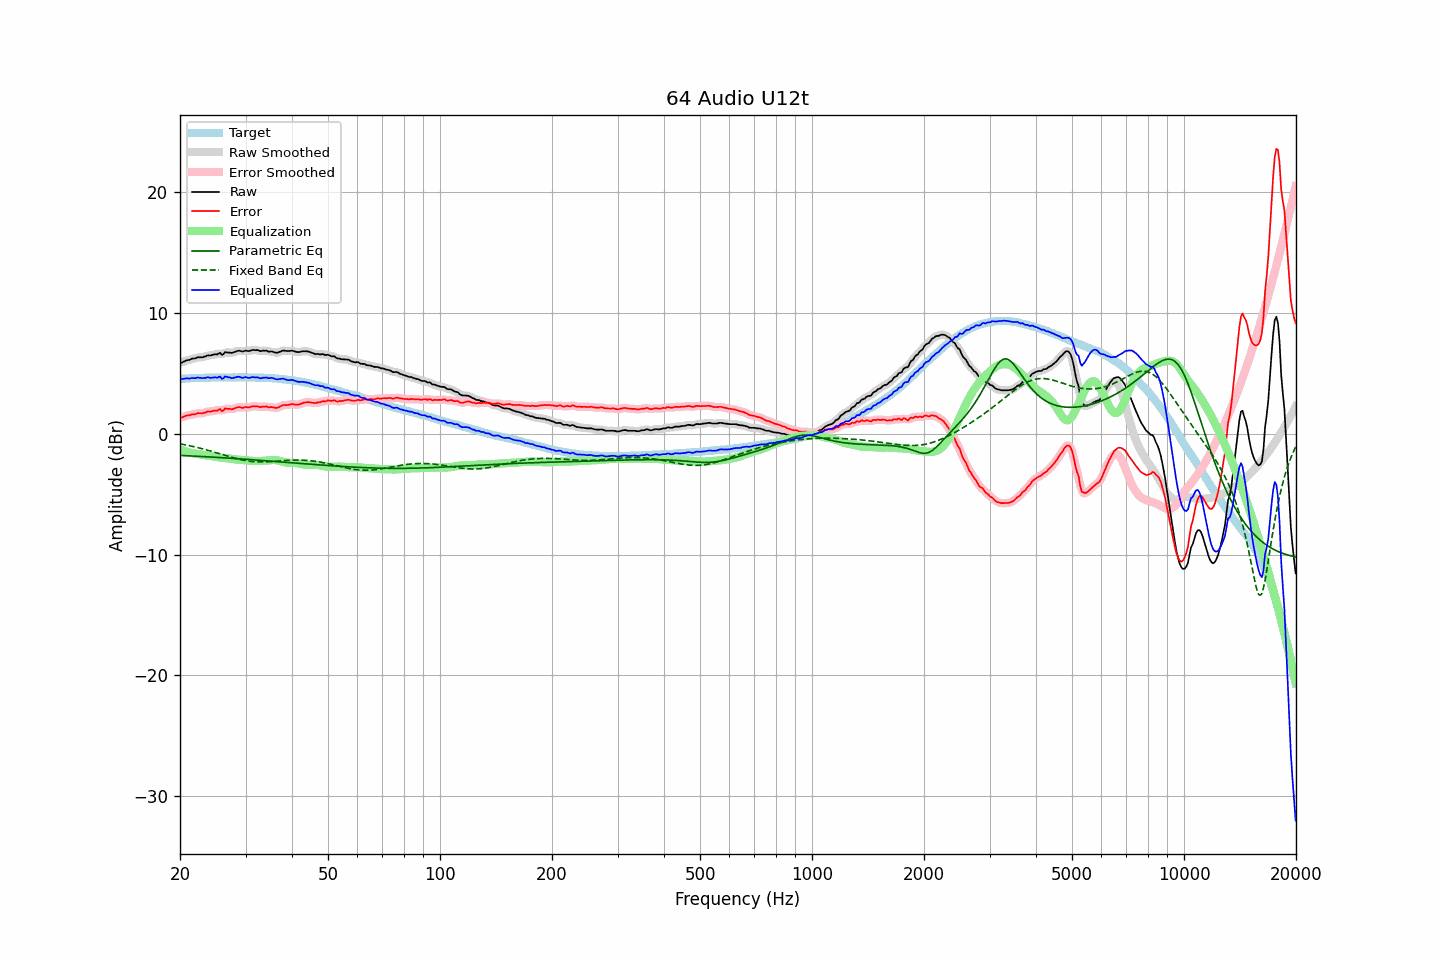 64 Audio U12t
Target
Raw Smoothed
Error Smoothed
Raw
Error
Equalization
Parametric Eq
Fixed Band Eq
Equalized
Amplitude (dBr)
20
10
0
−10
−20
−30
20 50 100 200 500 1000 2000 5000 10000 20000
Frequency (Hz)